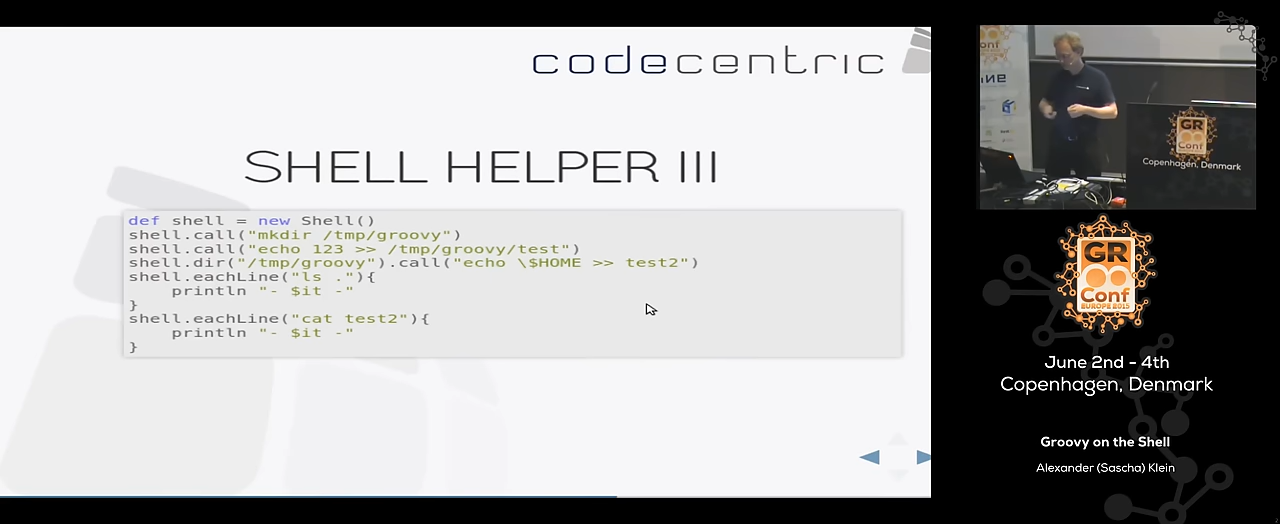 codecentric
SHELL HELPER III
def shell = new Shell()
shell.call("mkdir /tmp/groovy")
shell.call("echo 123 >> /tmp/groovy/test")
shell.dir("/tmp/groovy").call("echo \$HOME >> test2")
shell.eachLine("ls ."){
    println "- $it -"
}
shell.eachLine("cat test2"){
    println "- $it -"
}
GR
Conf
Copenhagen, Denmark
GR
Conf
EUROPE 2015
June 2nd - 4th
Copenhagen, Denmark
Groovy on the Shell
Alexander (Sascha) Klein